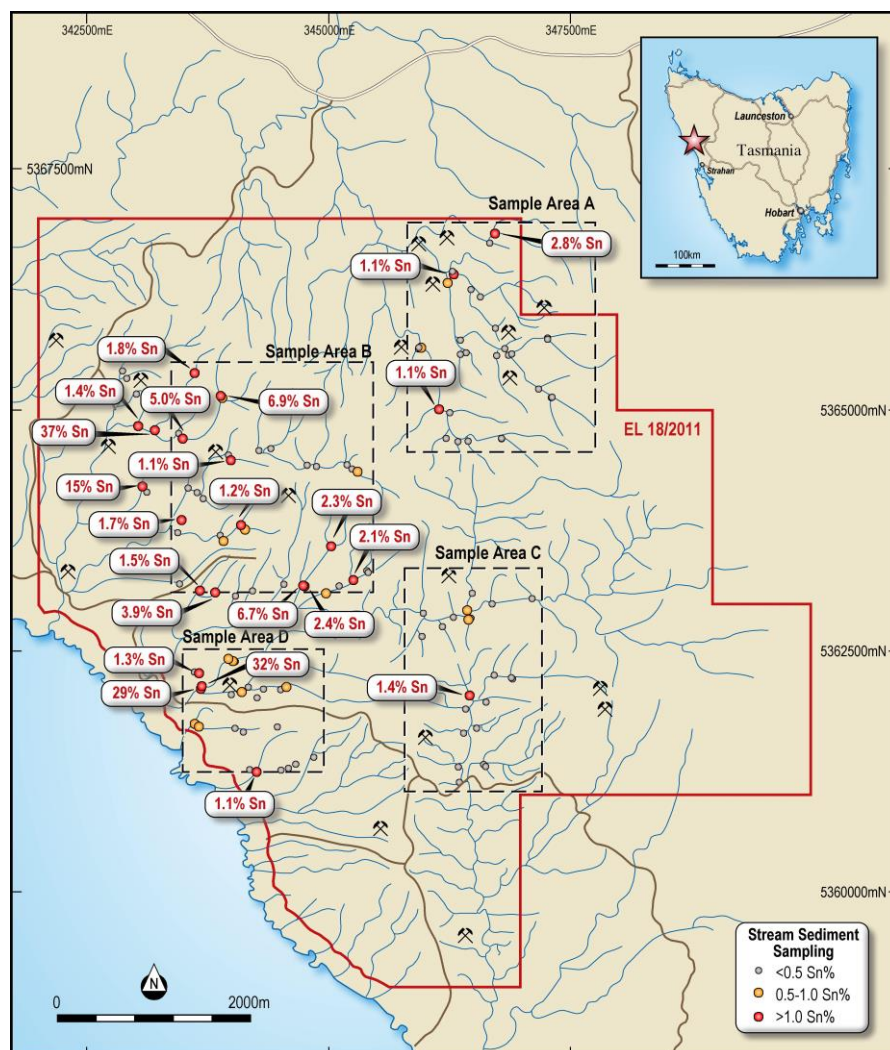 342500mE
345000mE
347500mE
5367500mN
Launceston
Tasmania
Strahan
Hobart
100km
Sample Area A
2.8% Sn
1.1% Sn
Sample Area B
1.8% Sn
1.4% Sn
5.0% Sn
6.9% Sn
1.1% Sn
5365000mN
EL 18/2011
37% Sn
1.1% Sn
15% Sn
1.2% Sn
2.3% Sn
1.7% Sn
2.1% Sn
1.5% Sn
Sample Area C
3.9% Sn
6.7% Sn
2.4% Sn
Sample Area D
1.3% Sn
32% Sn
5362500mN
29% Sn
1.4% Sn
1.1% Sn
5360000mN
N
0
2000m
Stream Sediment
Sampling
<0.5 Sn%
0.5-1.0 Sn%
>1.0 Sn%